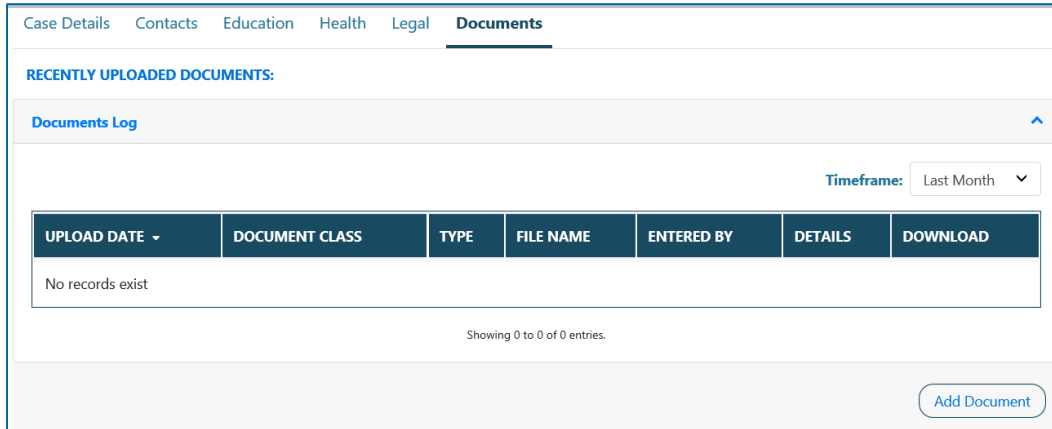 Case Details Contacts Education Health Legal Documents
RECENTLY UPLOADED DOCUMENTS:
Documents Log
Timeframe: Last Month
UPLOAD DATE DOCUMENT CLASS TYPE FILE NAME ENTERED BY DETAILS DOWNLOAD
No records exist
Showing 0 to 0 of 0 entries.
Add Document